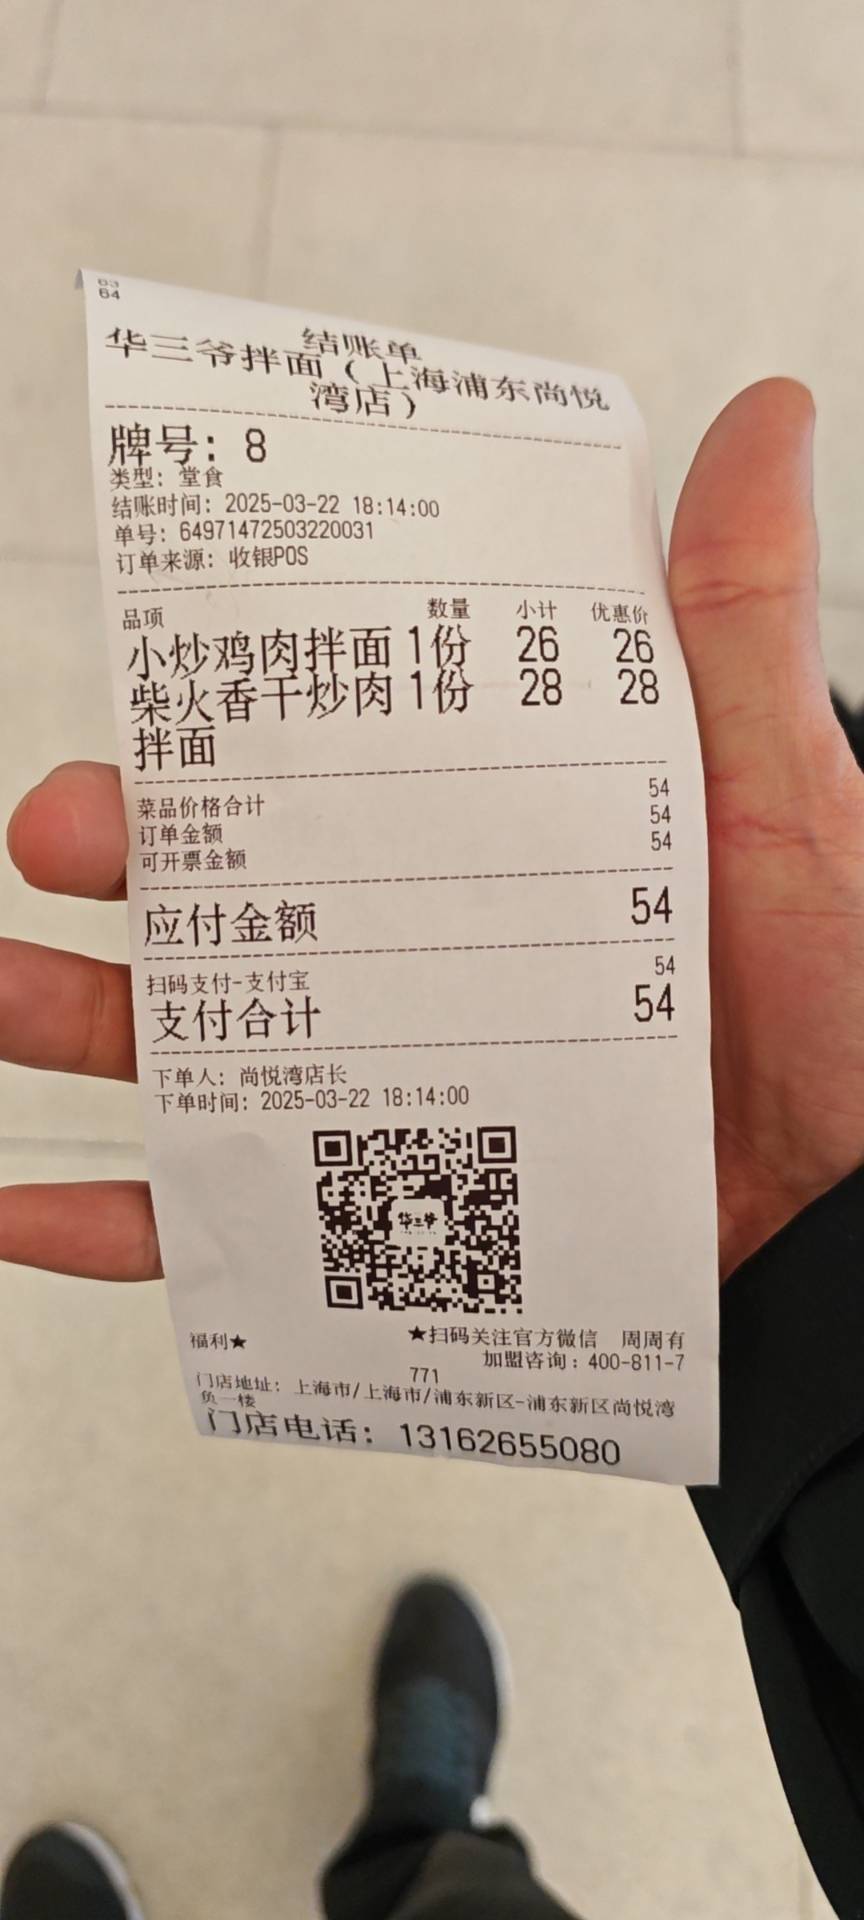 63
64
结账单
华三爷拌面（上海浦东尚悦
湾店）
牌号：8
类型：堂食
结账时间：2025-03-22 18:14:00
单号：64971472503220031
订单来源：收银POS
品项 数量 小计 优惠价
小炒鸡肉拌面 1份 26 26
柴火香干炒肉 1份 28 28
拌面
菜品价格合计 54
订单金额 54
可开票金额 54
应付金额 54
扫码支付-支付宝 54
支付合计 54
下单人：尚悦湾店长
下单时间：2025-03-22 18:14:00
华三爷
★扫码关注官方微信 周周有
福利★
加盟咨询：400-811-7
771
门店地址：上海市/上海市/浦东新区-浦东新区尚悦湾
负一楼
门店电话：13162655080